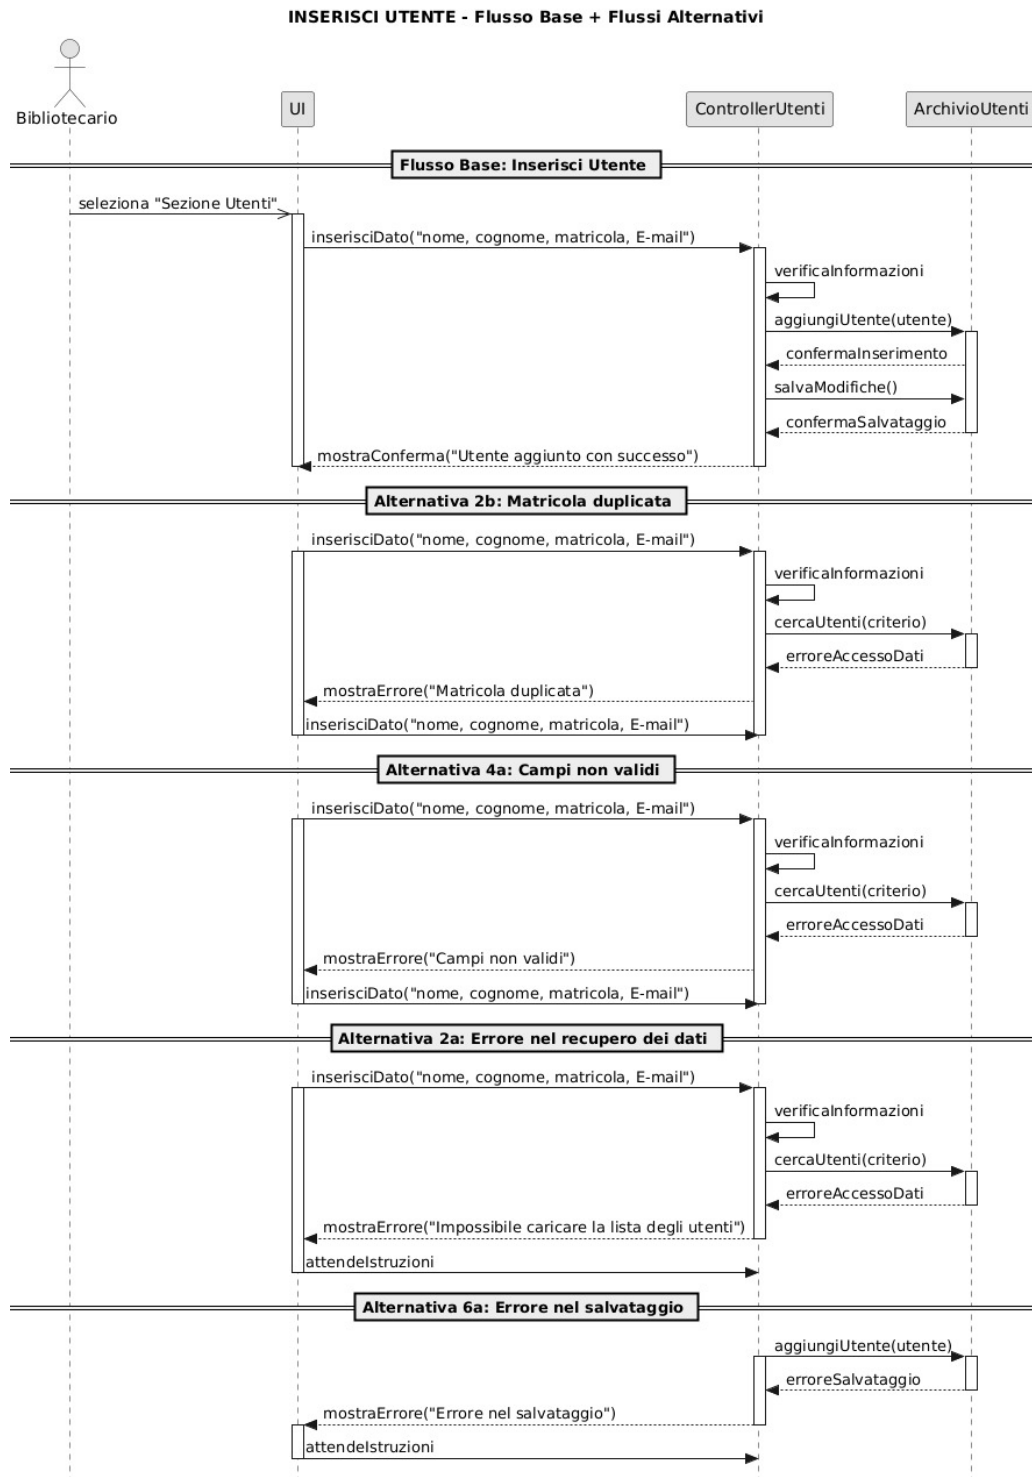 INSERISCI UTENTE - Flusso Base + Flussi Alternativi
Bibliotecario
UI
ControllerUtenti
ArchivioUtenti
Flusso Base: Inserisci Utente
seleziona "Sezione Utenti"
inserisciDato("nome, cognome, matricola, E-mail")
verificaInformazioni
aggiungiUtente(utente)
confermaInserimento
salvaModifiche()
confermaSalvataggio
mostraConferma("Utente aggiunto con successo")
Alternativa 2b: Matricola duplicata
inserisciDato("nome, cognome, matricola, E-mail")
verificaInformazioni
cercaUtenti(criterio)
erroreAccessoDati
mostraErrore("Matricola duplicata")
inserisciDato("nome, cognome, matricola, E-mail")
Alternativa 4a: Campi non validi
inserisciDato("nome, cognome, matricola, E-mail")
verificaInformazioni
cercaUtenti(criterio)
erroreAccessoDati
mostraErrore("Campi non validi")
inserisciDato("nome, cognome, matricola, E-mail")
Alternativa 2a: Errore nel recupero dei dati
inserisciDato("nome, cognome, matricola, E-mail")
verificaInformazioni
cercaUtenti(criterio)
erroreAccessoDati
mostraErrore("Impossibile caricare la lista degli utenti")
attendeIstruzioni
Alternativa 6a: Errore nel salvataggio
aggiungiUtente(utente)
erroreSalvataggio
mostraErrore("Errore nel salvataggio")
attendeIstruzioni